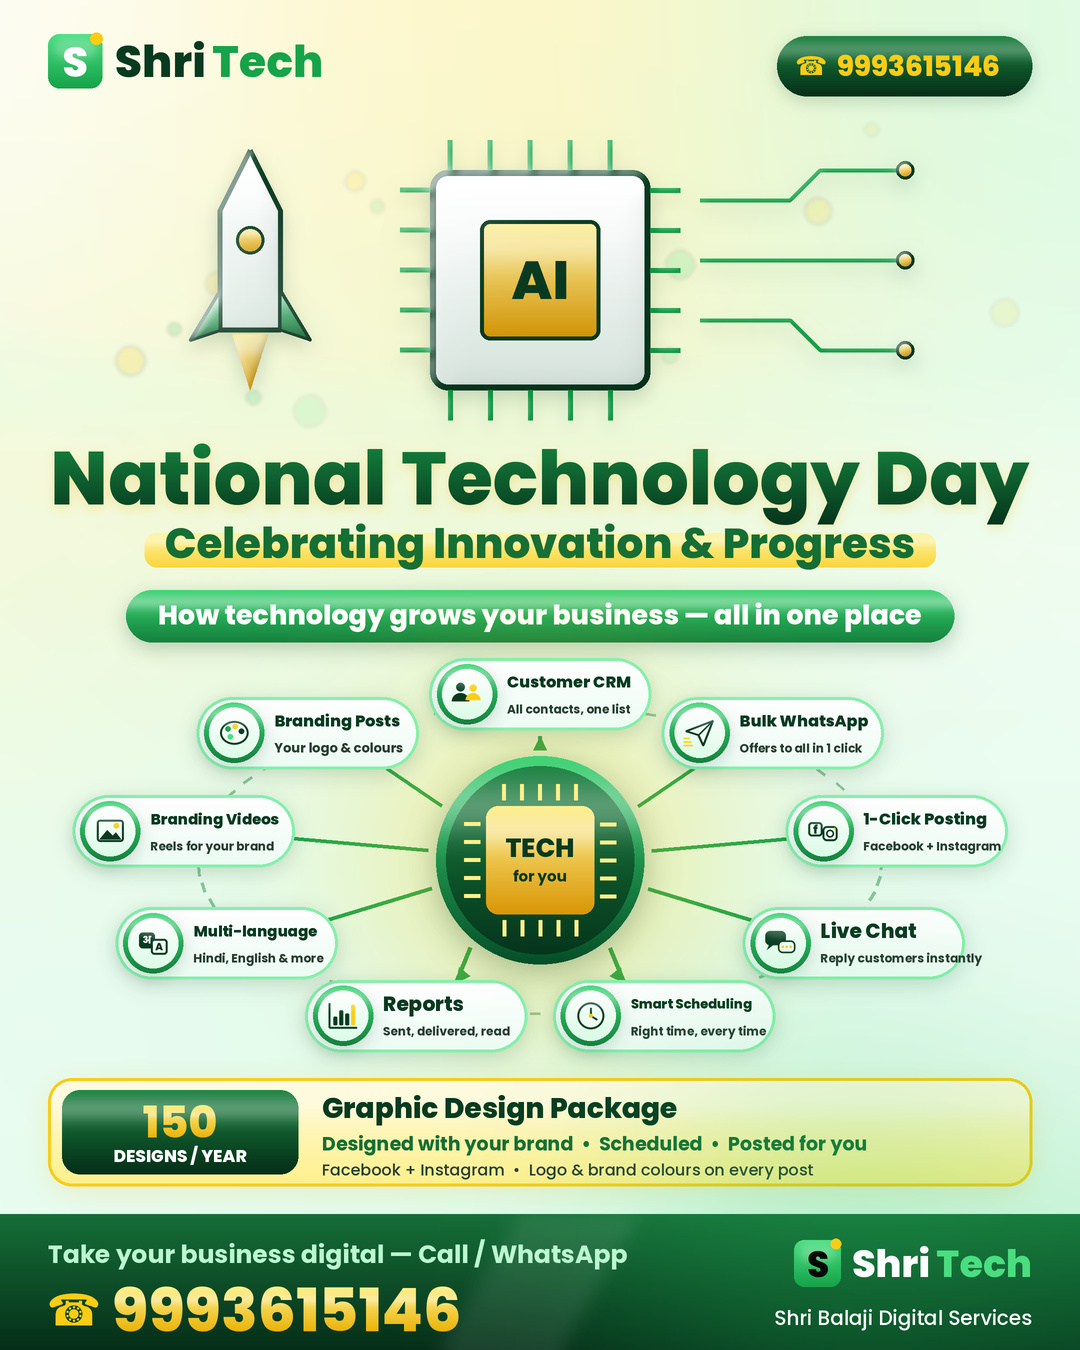 S Shri Tech
☎ 9993615146
AI
National Technology Day
Celebrating Innovation & Progress
How technology grows your business — all in one place
Customer CRM
All contacts, one list
Branding Posts
Your logo & colours
Bulk WhatsApp
Offers to all in 1 click
Branding Videos
Reels for your brand
1-Click Posting
Facebook + Instagram
TECH
for you
Multi-language
Hindi, English & more
A
Live Chat
Reply customers instantly
Reports
Sent, delivered, read
Smart Scheduling
Right time, every time
150
DESIGNS / YEAR
Graphic Design Package
Designed with your brand • Scheduled • Posted for you
Facebook + Instagram • Logo & brand colours on every post
Take your business digital — Call / WhatsApp
☎ 9993615146
S Shri Tech
Shri Balaji Digital Services